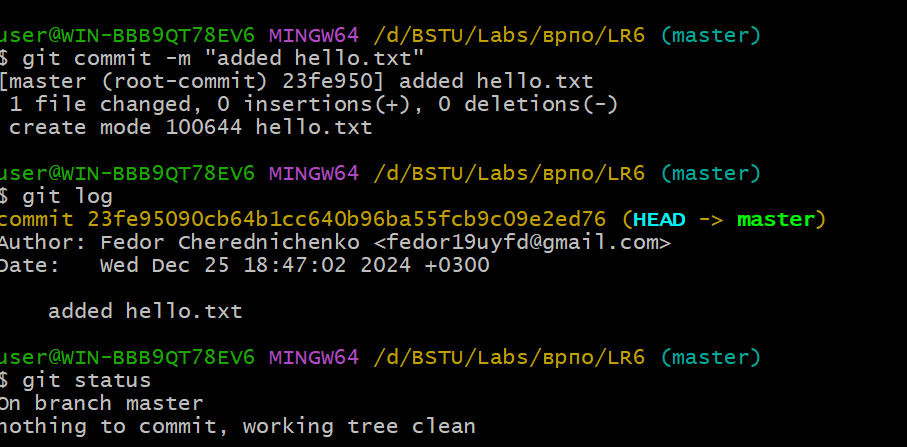 user@WIN-BBB9QT78EV6 MINGW64 /d/BSTU/Labs/врпо/LR6 (master)
$ git commit -m "added hello.txt"
[master (root-commit) 23fe950] added hello.txt
 1 file changed, 0 insertions(+), 0 deletions(-)
 create mode 100644 hello.txt
user@WIN-BBB9QT78EV6 MINGW64 /d/BSTU/Labs/врпо/LR6 (master)
$ git log
commit 23fe95090cb64b1cc640b96ba55fcb9c09e2ed76 (HEAD -> master)
Author: Fedor Cherednichenko <fedor19uyfd@gmail.com>
Date:   Wed Dec 25 18:47:02 2024 +0300
    added hello.txt
user@WIN-BBB9QT78EV6 MINGW64 /d/BSTU/Labs/врпо/LR6 (master)
$ git status
On branch master
nothing to commit, working tree clean